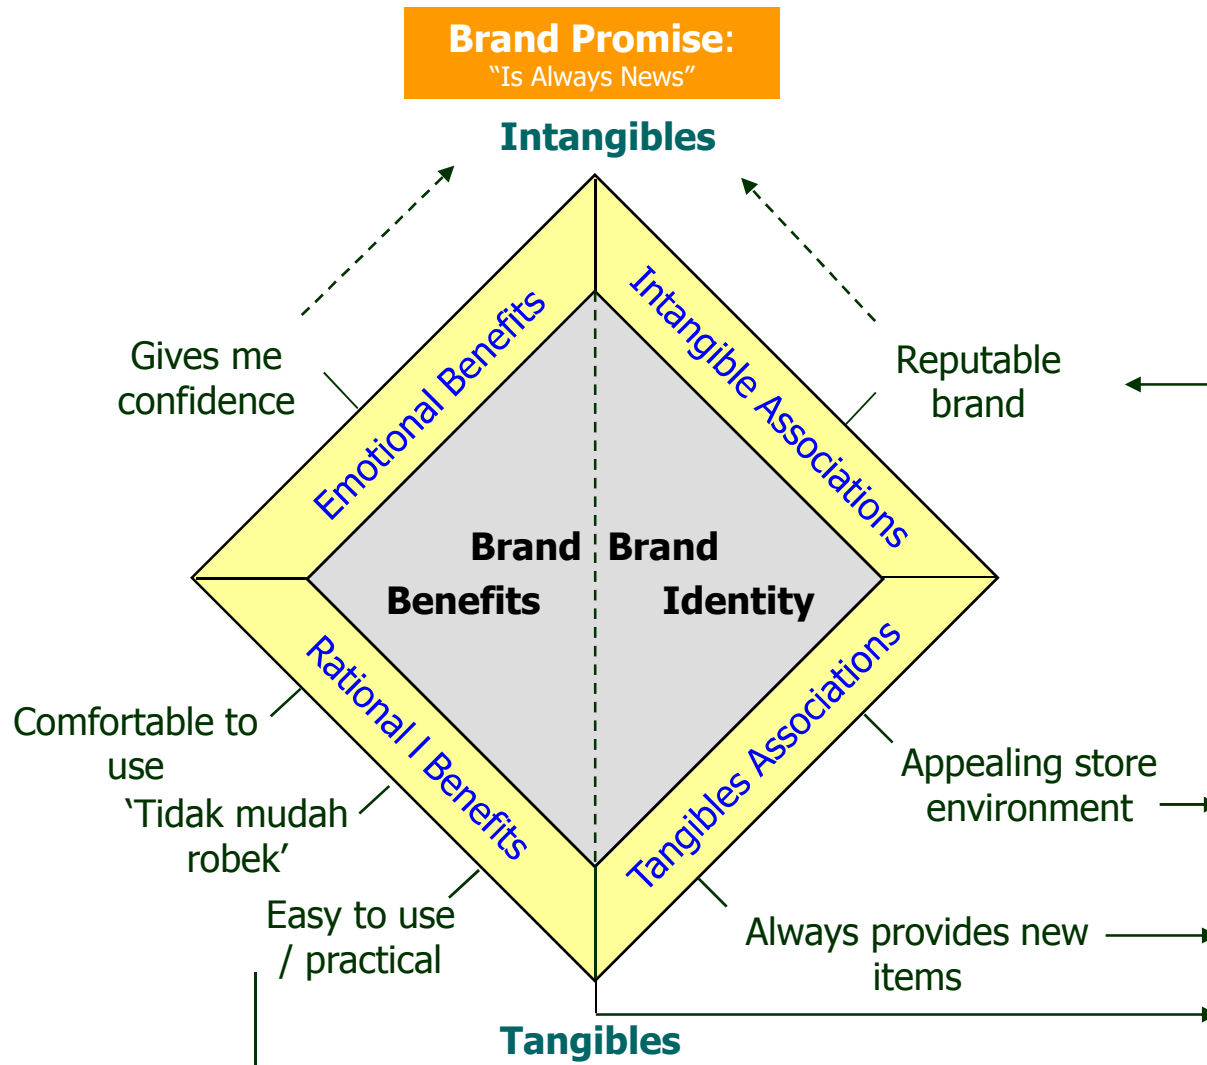 Brand Promise:
“Is Always News”
Intangibles
Gives me
confidence
Emotional Benefits
Intangible Associations
Reputable
brand
Brand Brand
Benefits Identity
Rational l Benefits
Tangibles Associations
Comfortable to
use
‘Tidak mudah
robek’
Easy to use
/ practical
Appealing store
environment
Always provides new
items
Tangibles